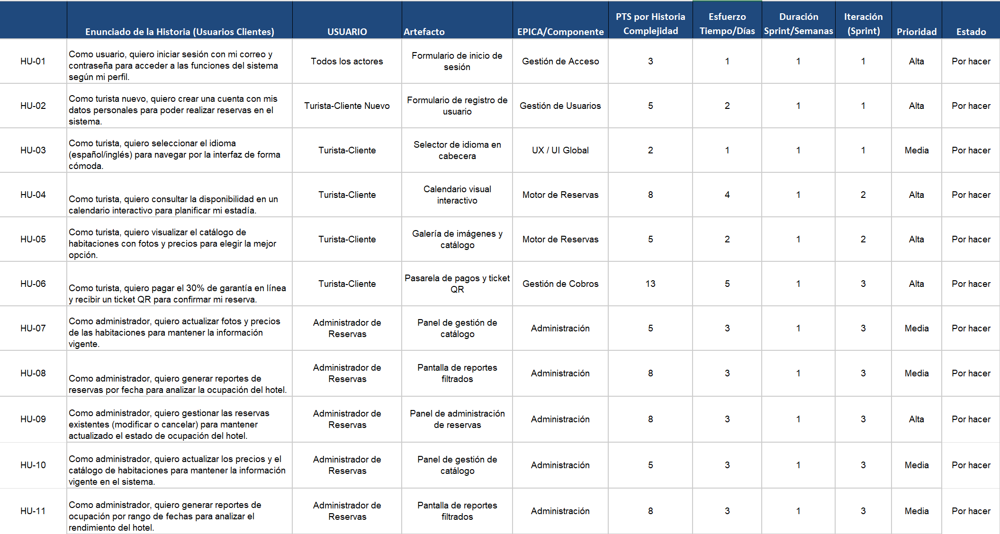 Enunciado de la Historia (Usuarios Clientes) USUARIO Artefacto EPICA/Componente PTS por Historia Complejidad Esfuerzo Tiempo/Días Duración Sprint/Semanas Iteración (Sprint) Prioridad Estado
HU-01
Como usuario, quiero iniciar sesión con mi correo y
contraseña para acceder a las funciones del sistema
según mi perfil.
Todos los actores
Formulario de inicio de
sesión
Gestión de Acceso
3 1 1 1 Alta Por hacer
HU-02
Como turista nuevo, quiero crear una cuenta con mis
datos personales para poder realizar reservas en el
sistema.
Turista-Cliente Nuevo
Formulario de registro de
usuario
Gestión de Usuarios
5 2 1 1 Alta Por hacer
HU-03
Como turista, quiero seleccionar el idioma
(español/inglés) para navegar por la interfaz de forma
cómoda.
Turista-Cliente
Selector de idioma en
cabecera
UX / UI Global
2 1 1 1 Media Por hacer
HU-04
Como turista, quiero consultar la disponibilidad en un
calendario interactivo para planificar mi estadía.
Turista-Cliente
Calendario visual
interactivo
Motor de Reservas
8 4 1 2 Alta Por hacer
HU-05
Como turista, quiero visualizar el catálogo de
habitaciones con fotos y precios para elegir la mejor
opción.
Turista-Cliente
Galería de imágenes y
catálogo
Motor de Reservas
5 2 1 2 Alta Por hacer
HU-06
Como turista, quiero pagar el 30% de garantía en línea
y recibir un ticket QR para confirmar mi reserva.
Turista-Cliente
Pasarela de pagos y ticket
QR
Gestión de Cobros
13 5 1 3 Alta Por hacer
HU-07
Como administrador, quiero actualizar fotos y precios
de las habitaciones para mantener la información
vigente.
Administrador de
Reservas
Panel de gestión de
catálogo
Administración
5 3 1 3 Media Por hacer
HU-08
Como administrador, quiero generar reportes de
reservas por fecha para analizar la ocupación del hotel.
Administrador de
Reservas
Pantalla de reportes
filtrados
Administración
8 3 1 3 Media Por hacer
HU-09
Como administrador, quiero gestionar las reservas
existentes (modificar o cancelar) para mantener
actualizado el estado de ocupación del hotel.
Administrador de
Reservas
Panel de administración
de reservas
Administración
8 3 1 3 Alta Por hacer
HU-10
Como administrador, quiero actualizar los precios y el
catálogo de habitaciones para mantener la información
vigente en el sistema.
Administrador de
Reservas
Panel de gestión de
catálogo
Administración
5 3 1 3 Media Por hacer
HU-11
Como administrador, quiero generar reportes de
ocupación por rango de fechas para analizar el
rendimiento del hotel.
Administrador de
Reservas
Pantalla de reportes
filtrados
Administración
8 3 1 3 Media Por hacer